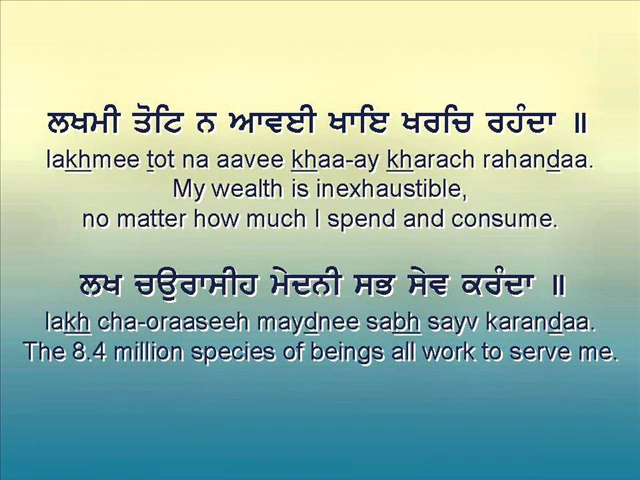 ਲਖਮੀ ਤੋਟਿ ਨ ਆਵਈ ਖਾਇ ਖਰਚਿ ਰਹੰਦਾ ॥
lakhmee tot na aavee khaa-ay kharach rahandaa.
My wealth is inexhaustible,
no matter how much I spend and consume.
ਲਖ ਚਉਰਾਸੀਹ ਮੇਦਨੀ ਸਭ ਸੇਵ ਕਰੰਦਾ ॥
lakh cha-oraaseeh maydnee sabh sayv karandaa.
The 8.4 million species of beings all work to serve me.